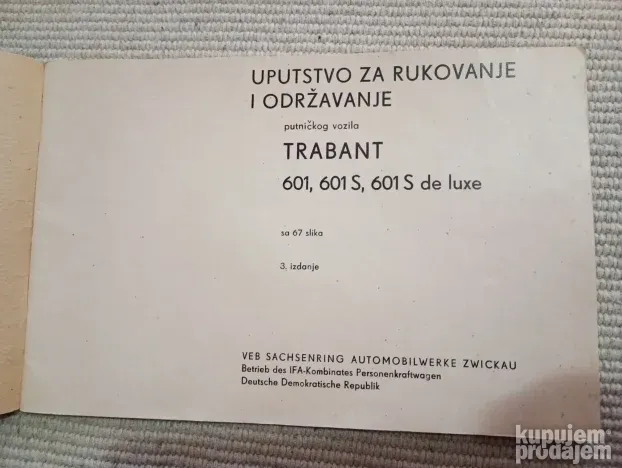 UPUTSTVO ZA RUKOVANJE
I ODRŽAVANJE
putničkog vozila
TRABANT
601, 601 S, 601 S de luxe
sa 67 slika
3. izdanje
VEB SACHSENRING AUTOMOBILWERKE ZWICKAU
Betrieb des IFA-Kombinates Personenkraftwagen
Deutsche Demokratische Republik
kupujem
prodajem